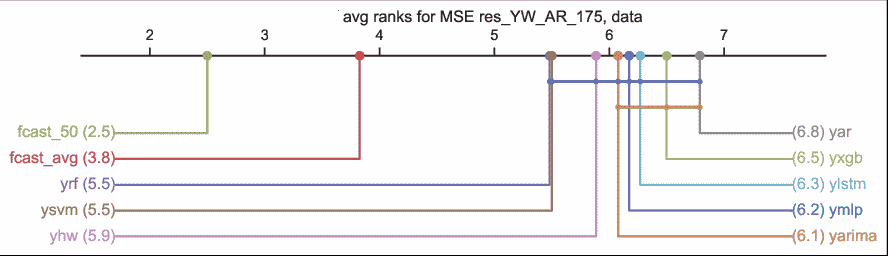 avg ranks for MSE res_YW_AR_175, data
2 3 4 5 6 7
fcast_50 (2.5) (6.8) yar
fcast_avg (3.8) (6.5) yxgb
yrf (5.5) (6.3) ylstm
ysvm (5.5) (6.2) ymlp
yhw (5.9) (6.1) yarima